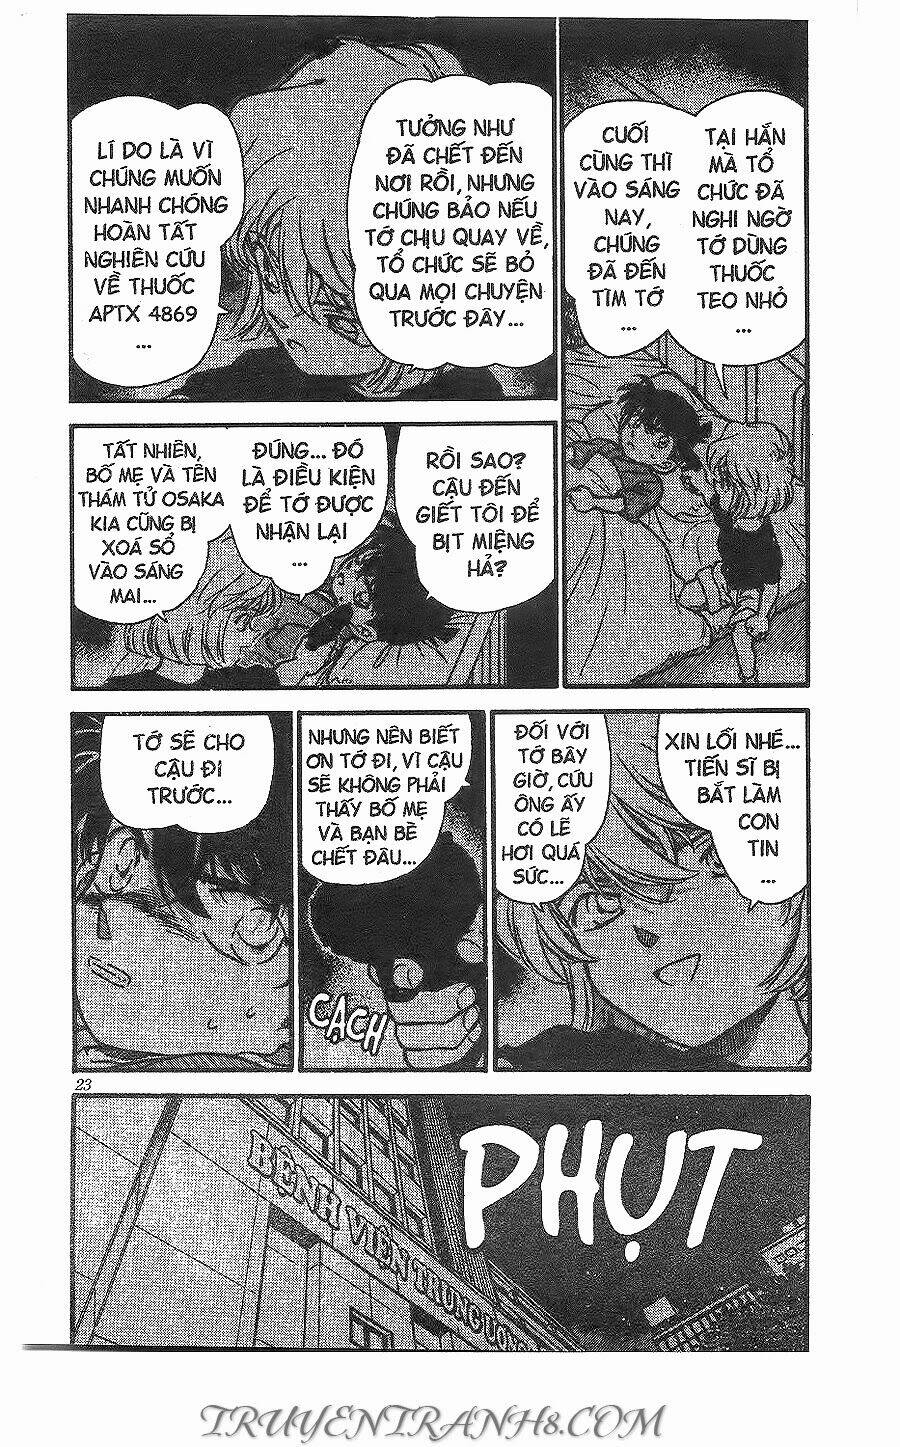 TẠI HẮN
MÀ TỔ
CHỨC ĐÃ
NGHI NGỜ
TỚ DÙNG
THUỐC
TEO NHỎ
...
CUỐI
CÙNG THÌ
VÀO SÁNG
NAY,
CHÚNG
ĐÃ ĐẾN
TÌM TỚ
...
TƯỞNG NHƯ
ĐÃ CHẾT ĐẾN
NƠI RỒI, NHƯNG
CHÚNG BẢO NẾU
TỚ CHỊU QUAY VỀ,
TỔ CHỨC SẼ BỎ
QUA MỌI CHUYỆN
TRƯỚC ĐÂY...
LÍ DO LÀ VÌ
CHÚNG MUỐN
NHANH CHÓNG
HOÀN TẤT
NGHIÊN CỨU
VỀ THUỐC
APTX 4869
...
RỒI SAO?
CẬU ĐẾN
GIẾT TÔI ĐỂ
BỊT MIỆNG
HẢ?
ĐÚNG... ĐÓ
LÀ ĐIỀU KIỆN
ĐỂ TỚ ĐƯỢC
NHẬN LẠI
...
TẤT NHIÊN,
BỐ MẸ VÀ TÊN
THÁM TỬ OSAKA
KIA CŨNG BỊ
XOÁ SỔ
VÀO SÁNG
MAI...
XIN LỖI NHÉ...
TIẾN SĨ BỊ
BẮT LÀM
CON
TIN
...
ĐỐI VỚI
TỚ BÂY
GIỜ, CỨU
ÔNG ẤY
CÓ LẼ
HƠI QUÁ
SỨC...
NHƯNG NÊN BIẾT
ƠN TỚ ĐI, VÌ CẬU
SẼ KHÔNG PHẢI
THẤY BỐ MẸ
VÀ BẠN BÈ
CHẾT ĐÂU...
CẠCH
TỚ SẼ CHO
CẬU ĐI
TRƯỚC...
23
PHỤT
BỆNH VIỆN TRUNG ƯƠ
TRUYENTRANH8.COM